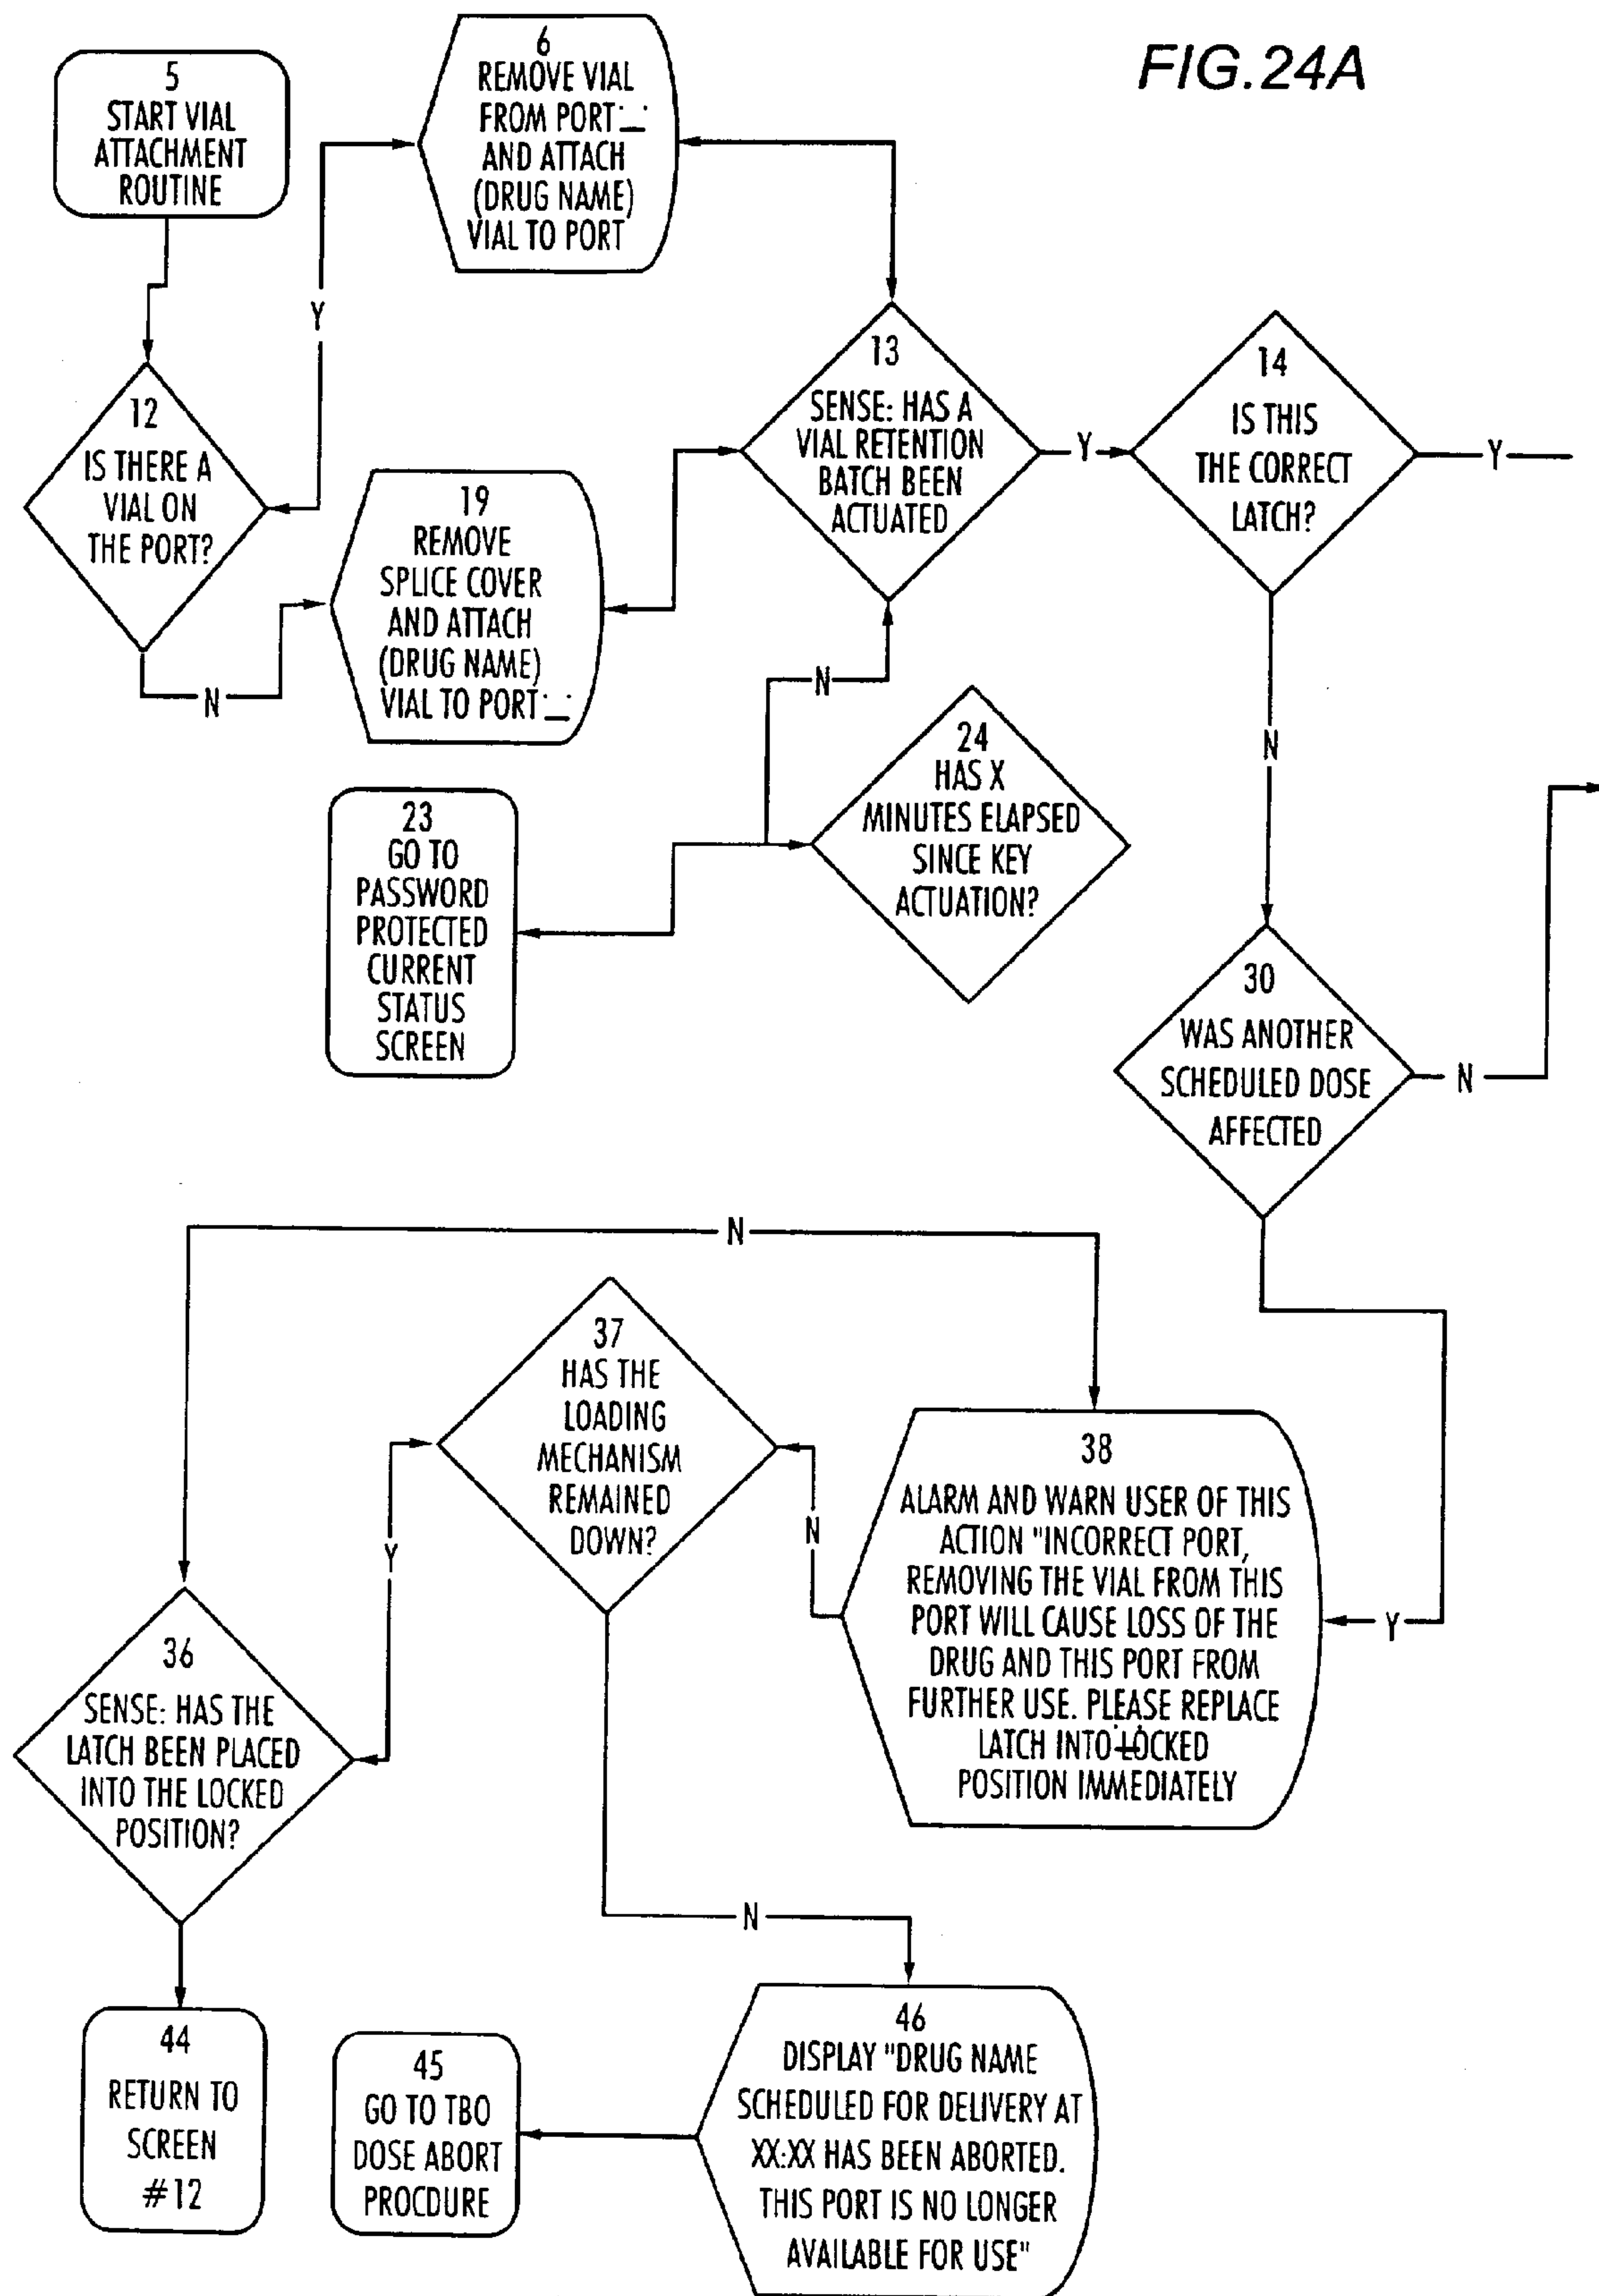 FIG.24A
5
START VIAL
ATTACHMENT
ROUTINE
6
REMOVE VIAL
FROM PORT:_:
AND ATTACH
(DRUG NAME)
VIAL TO PORT
Y
12
IS THERE A
VIAL ON
THE PORT?
N
19
REMOVE
SPLICE COVER
AND ATTACH
(DRUG NAME)
VIAL TO PORT:_:
13
SENSE: HAS A
VIAL RETENTION
BATCH BEEN
ACTUATED
Y
14
IS THIS
THE CORRECT
LATCH?
Y
N
N
23
GO TO
PASSWORD
PROTECTED
CURRENT
STATUS
SCREEN
24
HAS X
MINUTES ELAPSED
SINCE KEY
ACTUATION?
30
WAS ANOTHER
SCHEDULED DOSE
AFFECTED
N
N
37
HAS THE
LOADING
MECHANISM
REMAINED
DOWN?
Y
N
38
ALARM AND WARN USER OF THIS
ACTION "INCORRECT PORT,
REMOVING THE VIAL FROM THIS
PORT WILL CAUSE LOSS OF THE
DRUG AND THIS PORT FROM
FURTHER USE. PLEASE REPLACE
LATCH INTO LOCKED
POSITION IMMEDIATELY
Y
36
SENSE: HAS THE
LATCH BEEN PLACED
INTO THE LOCKED
POSITION?
N
44
RETURN TO
SCREEN
#12
45
GO TO TBO
DOSE ABORT
PROCDURE
46
DISPLAY "DRUG NAME
SCHEDULED FOR DELIVERY AT
XX:XX HAS BEEN ABORTED.
THIS PORT IS NO LONGER
AVAILABLE FOR USE"